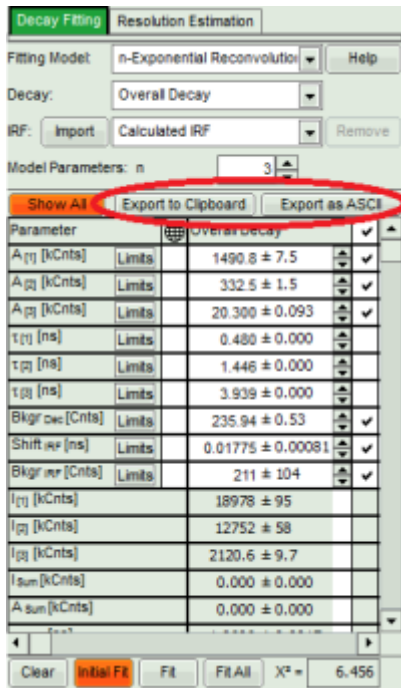 Decay Fitting Resolution Estimation
Fitting Model: n-Exponential Reconvolution Help
Decay: Overall Decay
IRF: Import Calculated IRF Remove
Model Parameters: n 3
Show All Export to Clipboard Export as ASCII
Parameter Overall Decay
A [1] [kCnts] Limits 1490.8 ± 7.5
A [2] [kCnts] Limits 332.5 ± 1.5
A [3] [kCnts] Limits 20.300 ± 0.093
τ [1] [ns] Limits 0.480 ± 0.000
τ [2] [ns] Limits 1.446 ± 0.000
τ [3] [ns] Limits 3.939 ± 0.000
Bkgr Dec [Cnts] Limits 235.94 ± 0.53
Shift IRF [ns] Limits 0.01775 ± 0.00081
Bkgr IRF [Cnts] Limits 211 ± 104
I [1] [kCnts] 18978 ± 95
I [2] [kCnts] 12752 ± 58
I [3] [kCnts] 2120.6 ± 9.7
I Sum [kCnts] 0.000 ± 0.000
A Sum [kCnts] 0.000 ± 0.000
Clear Initial Fit Fit Fit All X² = 6.456